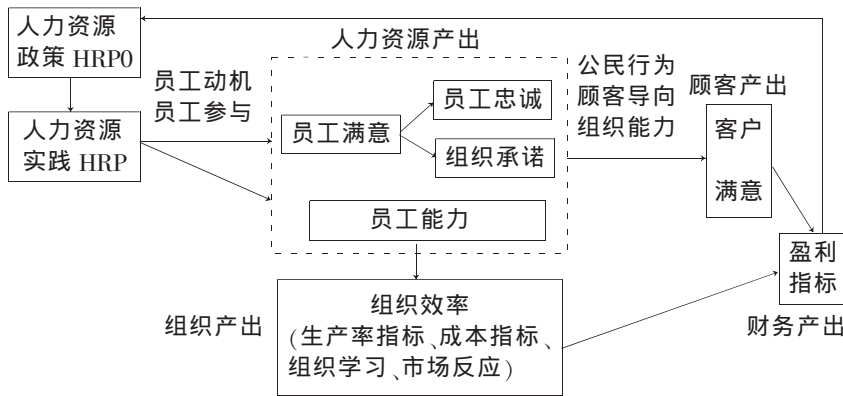 人力资源
政策 HRP0
人力资源产出
员工动机
员工参与
公民行为
顾客导向
组织能力
顾客产出
人力资源
实践 HRP
员工满意
员工忠诚
组织承诺
客户
满意
员工能力
盈利
指标
组织产出
组织效率
(生产率指标、成本指标、
组织学习、市场反应)
财务产出